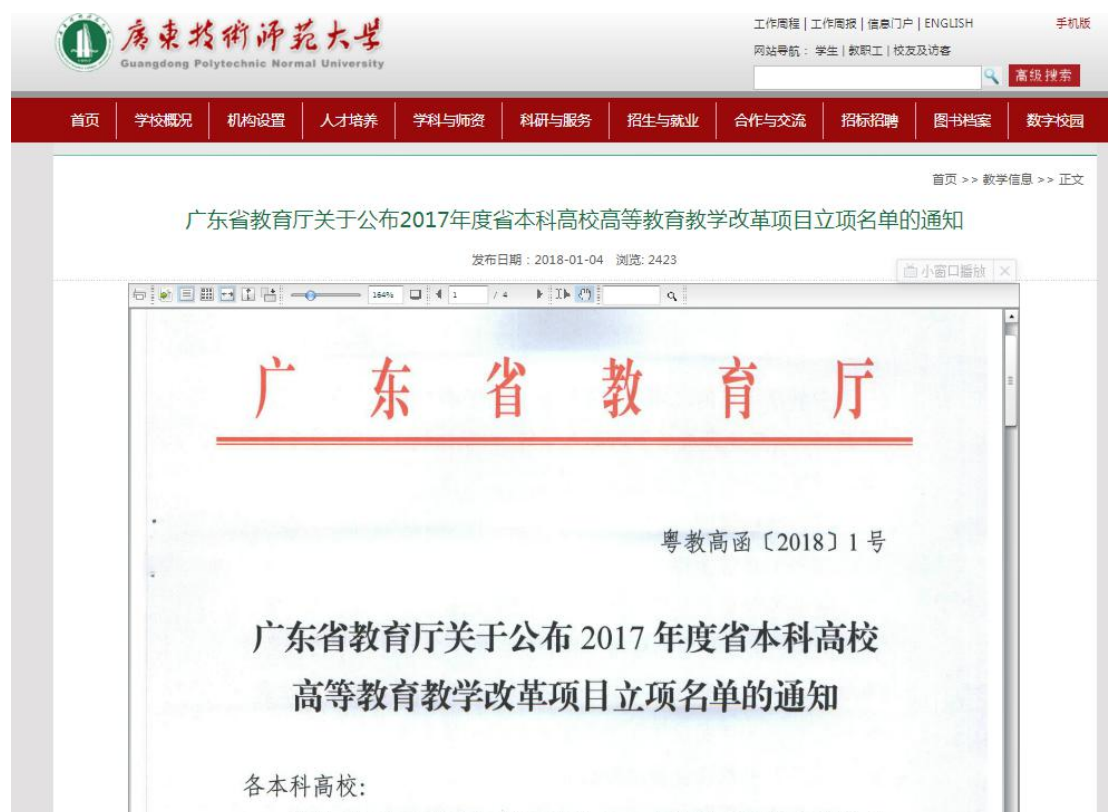 廣東技術师范大学
Guangdong Polytechnic Normal University
工作周程 | 工作周报 | 信息门户 | ENGLISH
手机版
网站导航： 学生 | 教职工 | 校友及访客
高级搜索
首页 学校概况 机构设置 人才培养 学科与师资 科研与服务 招生与就业 合作与交流 招标招聘 图书档案 数字校园
首页 >> 教学信息 >> 正文
广东省教育厅关于公布2017年度省本科高校高等教育教学改革项目立项名单的通知
发布日期：2018-01-04 浏览: 2423
小窗口播放 ×
164% 1 / 4
广东省教育厅
粤教高函〔2018〕1号
广东省教育厅关于公布 2017 年度省本科高校
高等教育教学改革项目立项名单的通知
各本科高校: